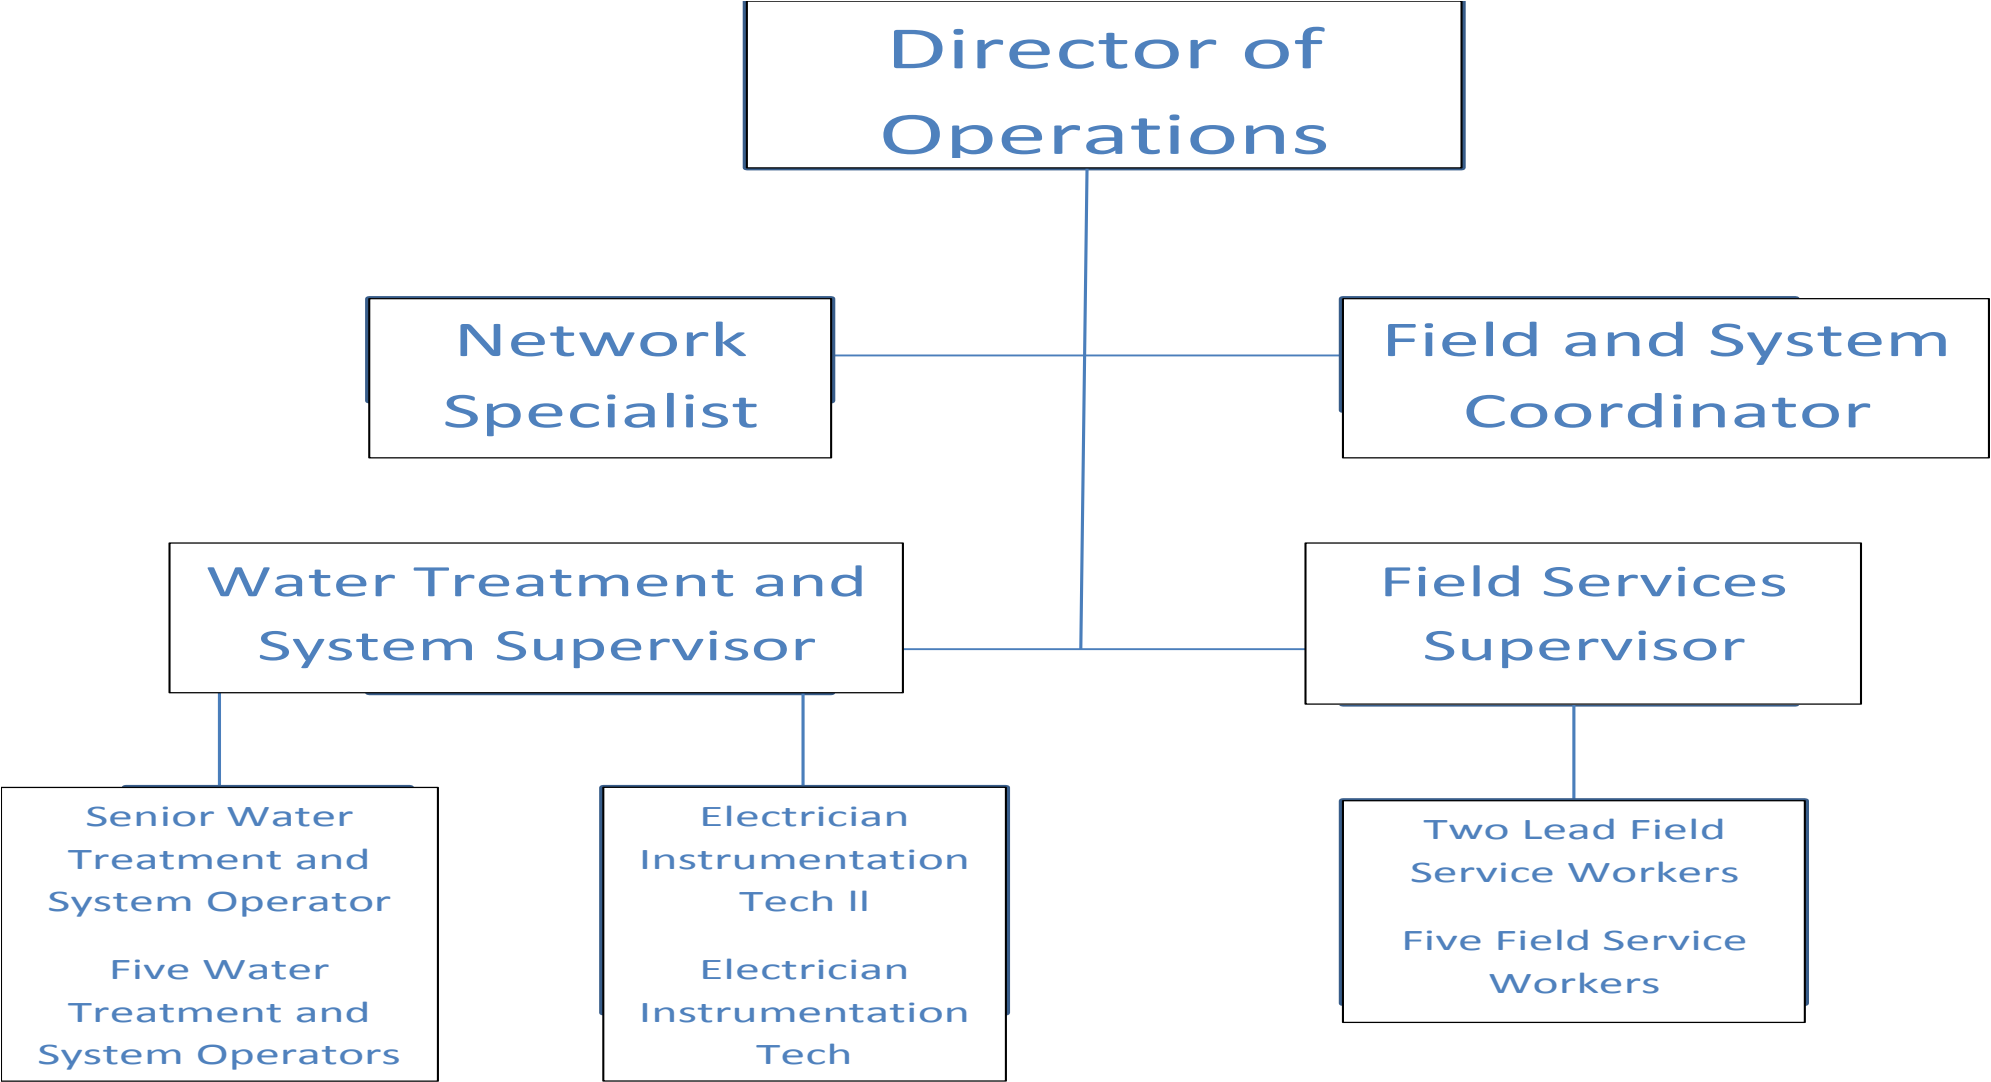 Director of
Operations
Network
Specialist
Field and System
Coordinator
Water Treatment and
System Supervisor
Field Services
Supervisor
Senior Water
Treatment and
System Operator
Five Water
Treatment and
System Operators
Electrician
Instrumentation
Tech ll
Electrician
Instrumentation
Tech
Two Lead Field
Service Workers
Five Field Service
Workers